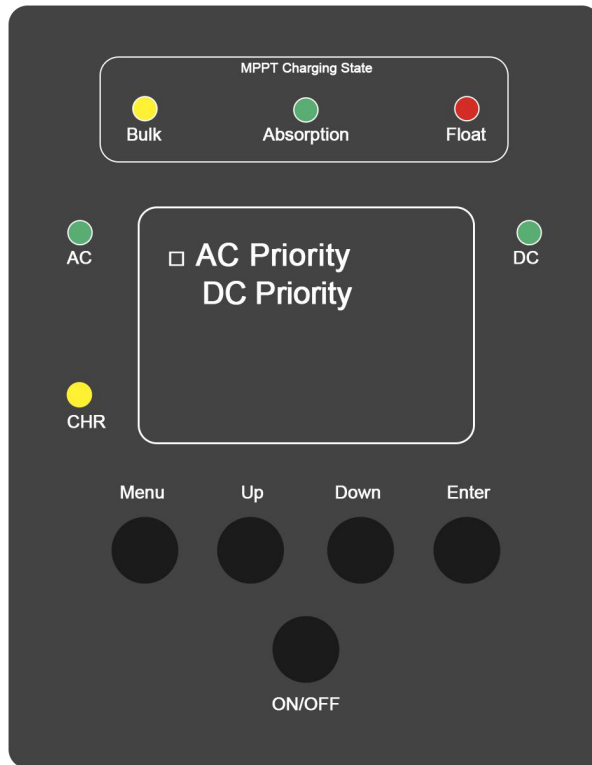 MPPT Charging State
Bulk Absorption Float
AC DC
AC Priority
DC Priority
CHR
Menu Up Down Enter
ON/OFF